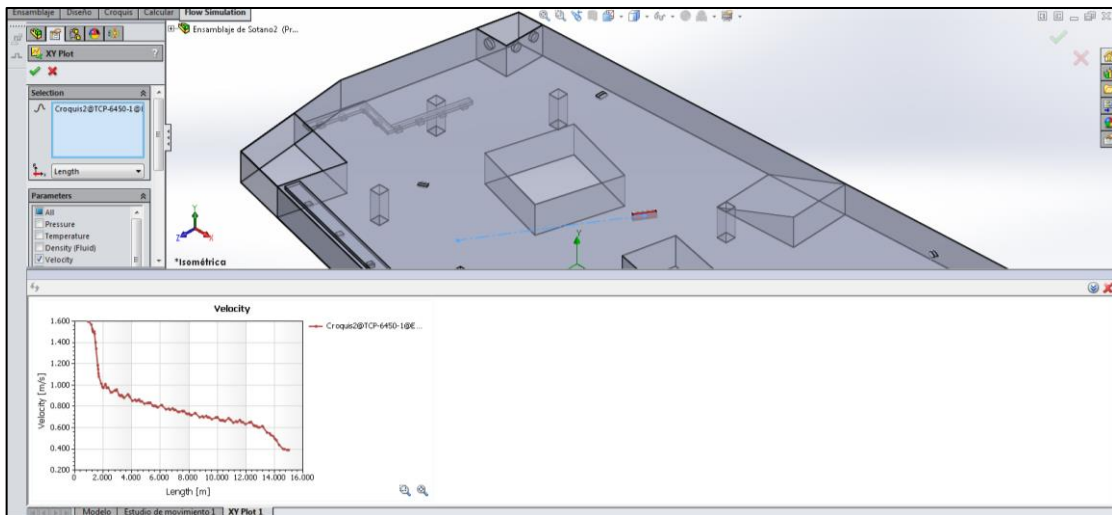 Ensamblaje Diseño Croquis Calcular Flow Simulation
Ensamblaje de Sotano2 (Pr...
XY Plot ?
Selection
Croquis2@TCP-6450-1@
Length
Parameters
All
Pressure
Temperature
Density (Fluid)
Velocity
Y
Z X
*Isométrica
Y
Velocity
1.600
1.400
1.200
1.000
0.800
0.600
0.400
0.200
Velocity [m/s]
0 2.000 4.000 6.000 8.000 10.000 12.000 14.000 16.000
Length [m]
Croquis2@TCP-6450-1@E...
Modelo Estudio de movimiento 1 XY Plot 1